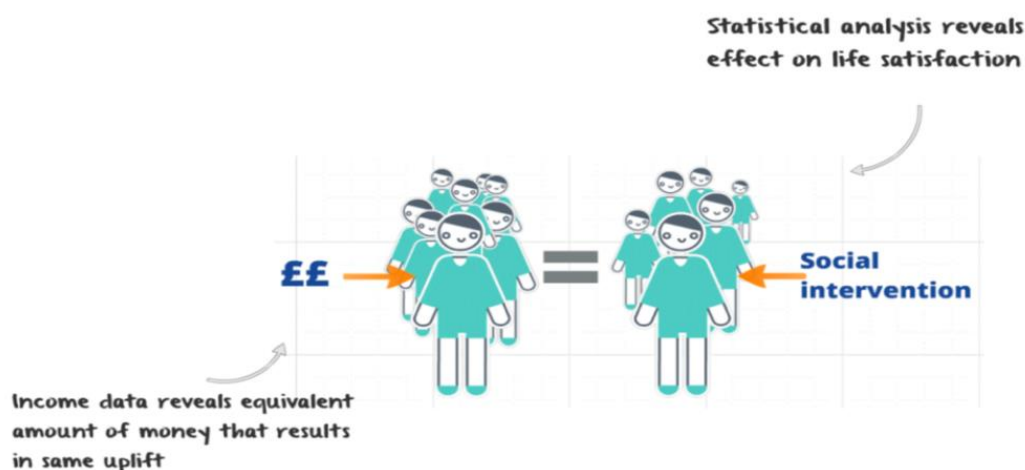 Statistical analysis reveals
effect on life satisfaction
££
=
Social
intervention
Income data reveals equivalent
amount of money that results
in same uplift